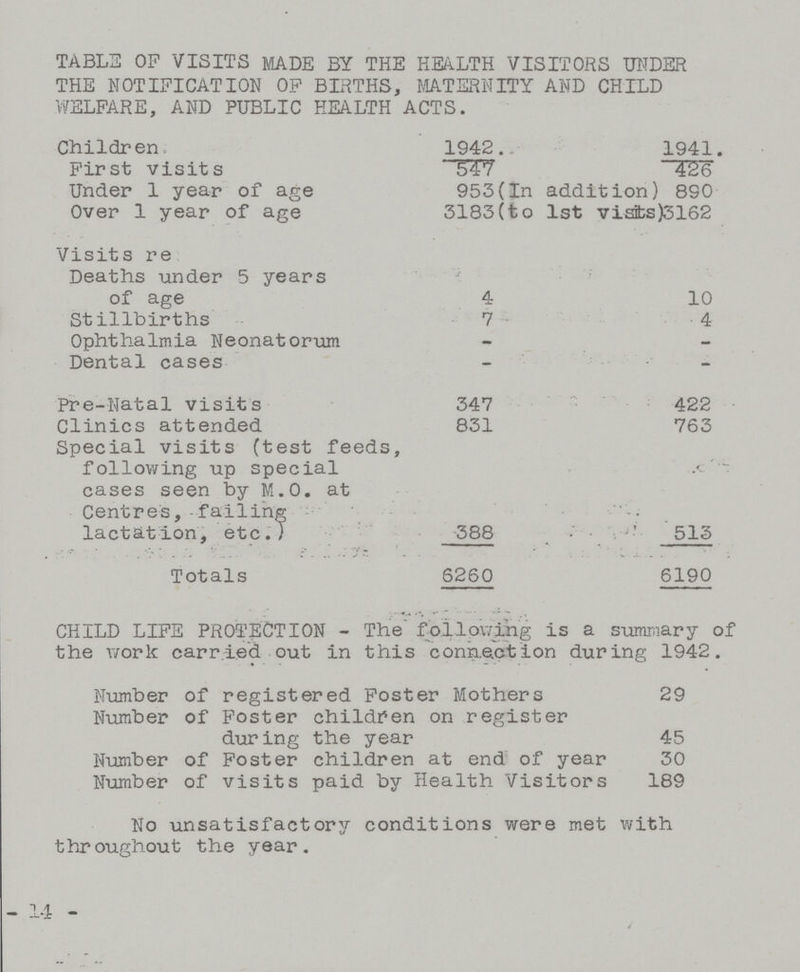 TABLE OF VISITS MADE BY THE HEALTH VISITORS UNDER
THE NOTIFICATION OF BIRTHS, MATERNITY AND CHILD
WELFARE, AND PUBLIC HEALTH ACTS.
Children. 1942. 1941.
First visits 547 426
Under 1 year of age 953(In addition) 890
Over 1 year of age 3183(to 1st visits)3162
Visits re
Deaths under 5 years
of age 4 10
Stillbirths 7 4
Ophthalmia Neonatorum - -
Dental cases - -
Pre-Natal visits 347 422
Clinics attended 831 763
Special visits (test feeds,
following up special
cases seen by M.O. at
Centres, failing
lactation, etc.) 388 513
Totals 6260 6190
CHILD LIFE PROTECTION - The following is a summary of
the work carried out in this connection during 1942.
Number of registered Foster Mothers 29
Number of Foster children on register
during the year 45
Number of Foster children at end of year 30
Number of visits paid by Health Visitors 189
No unsatisfactory conditions were met with
throughout the year.
- 14 -